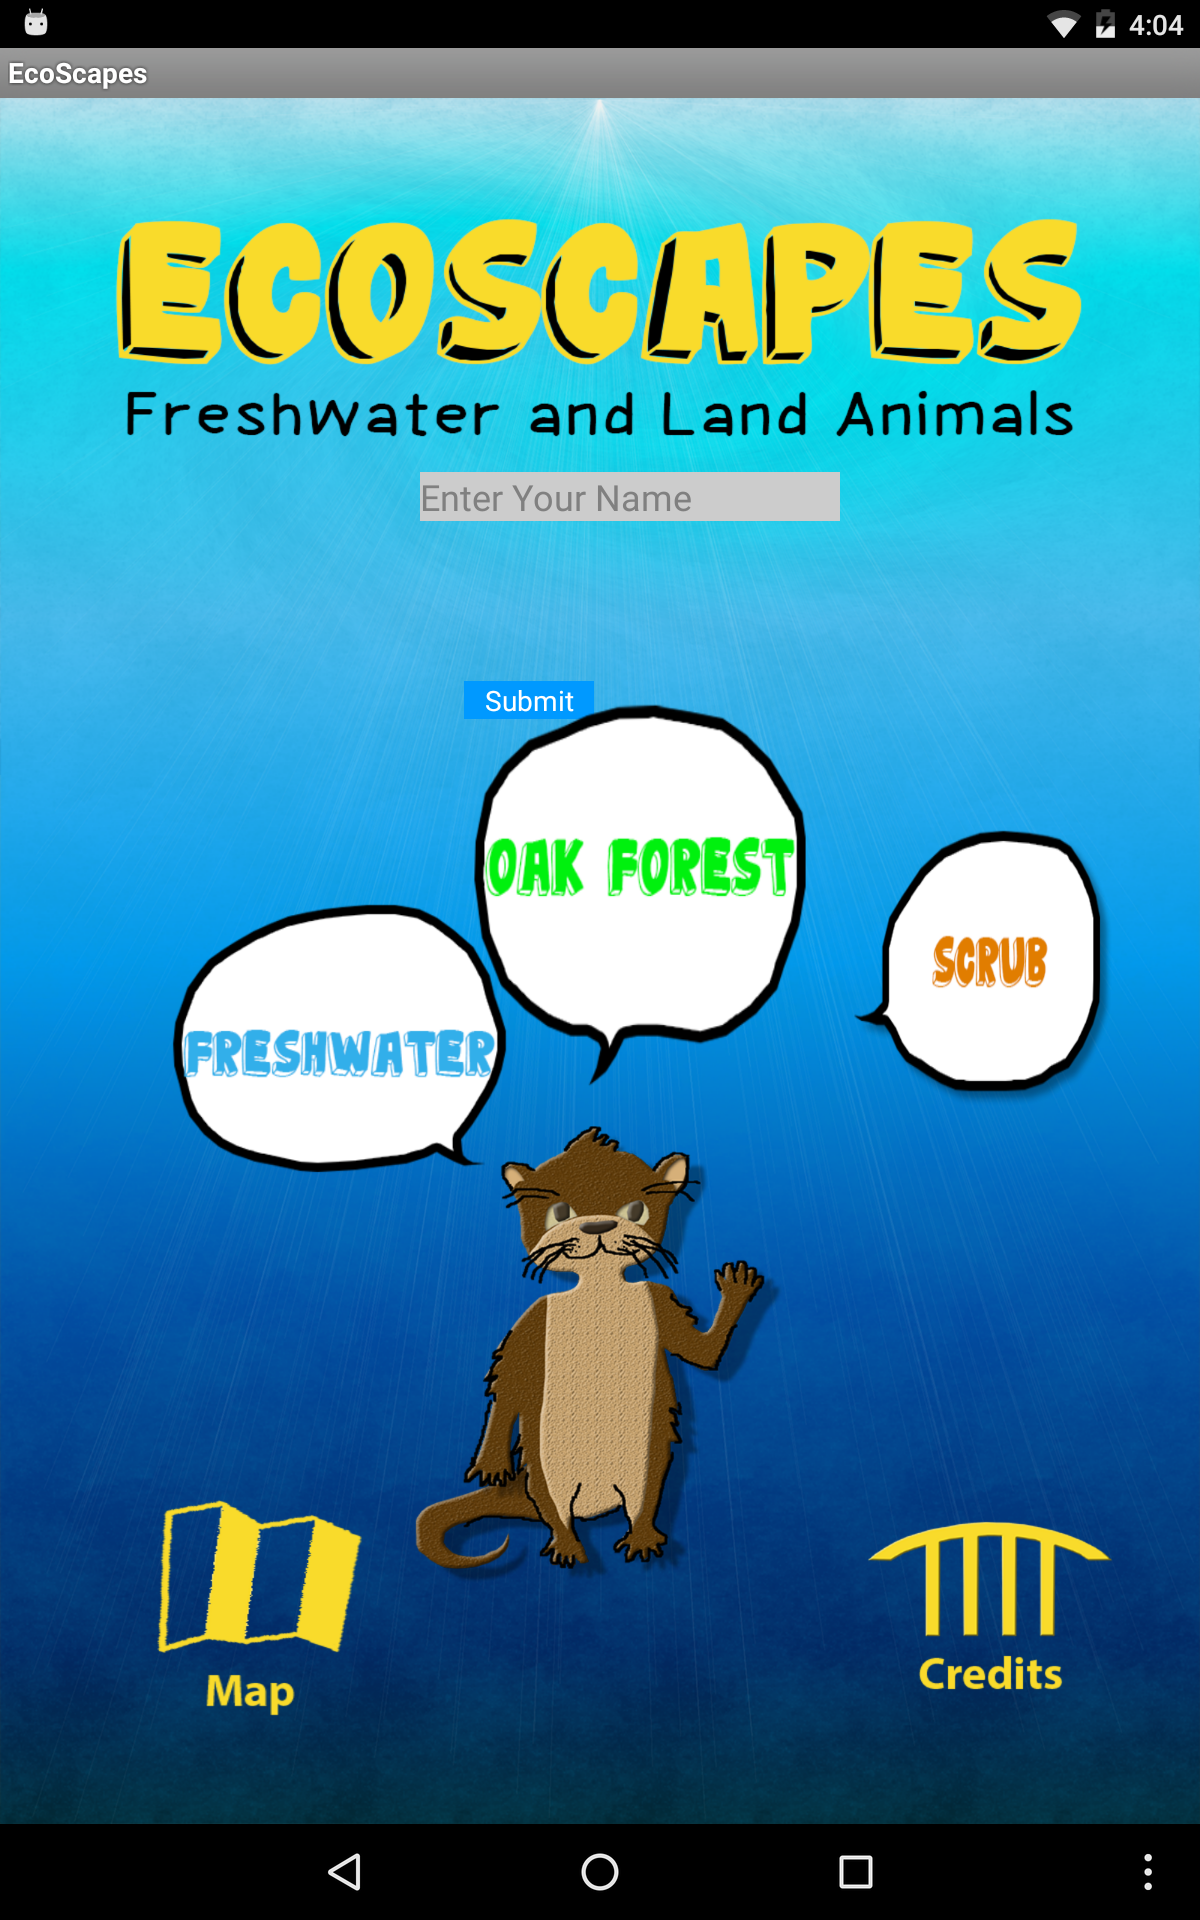 4:04
EcoScapes
ECOSCAPES
Freshwater and Land Animals
Enter Your Name
Submit
OAK FOREST
SCRUB
FRESHWATER
Map
Credits